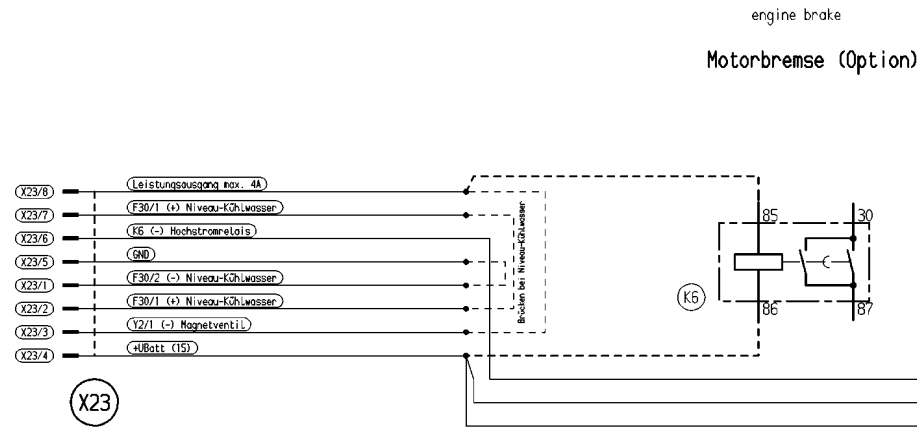 engine brake
Motorbremse (Option)
X23/8 Leistungsausgang max. 4A
X23/7 F30/1 (+) Niveau-Kühlwasser
X23/6 K6 (-) Hochstromrelais
X23/5 GND
X23/1 F30/2 (-) Niveau-Kühlwasser
X23/2 F30/1 (+) Niveau-Kühlwasser
X23/3 Y2/1 (-) Magnetventil
X23/4 +UBatt (15)
X23
Brücken bei Niveau-Kühlwasser
85 30
K6
86 87